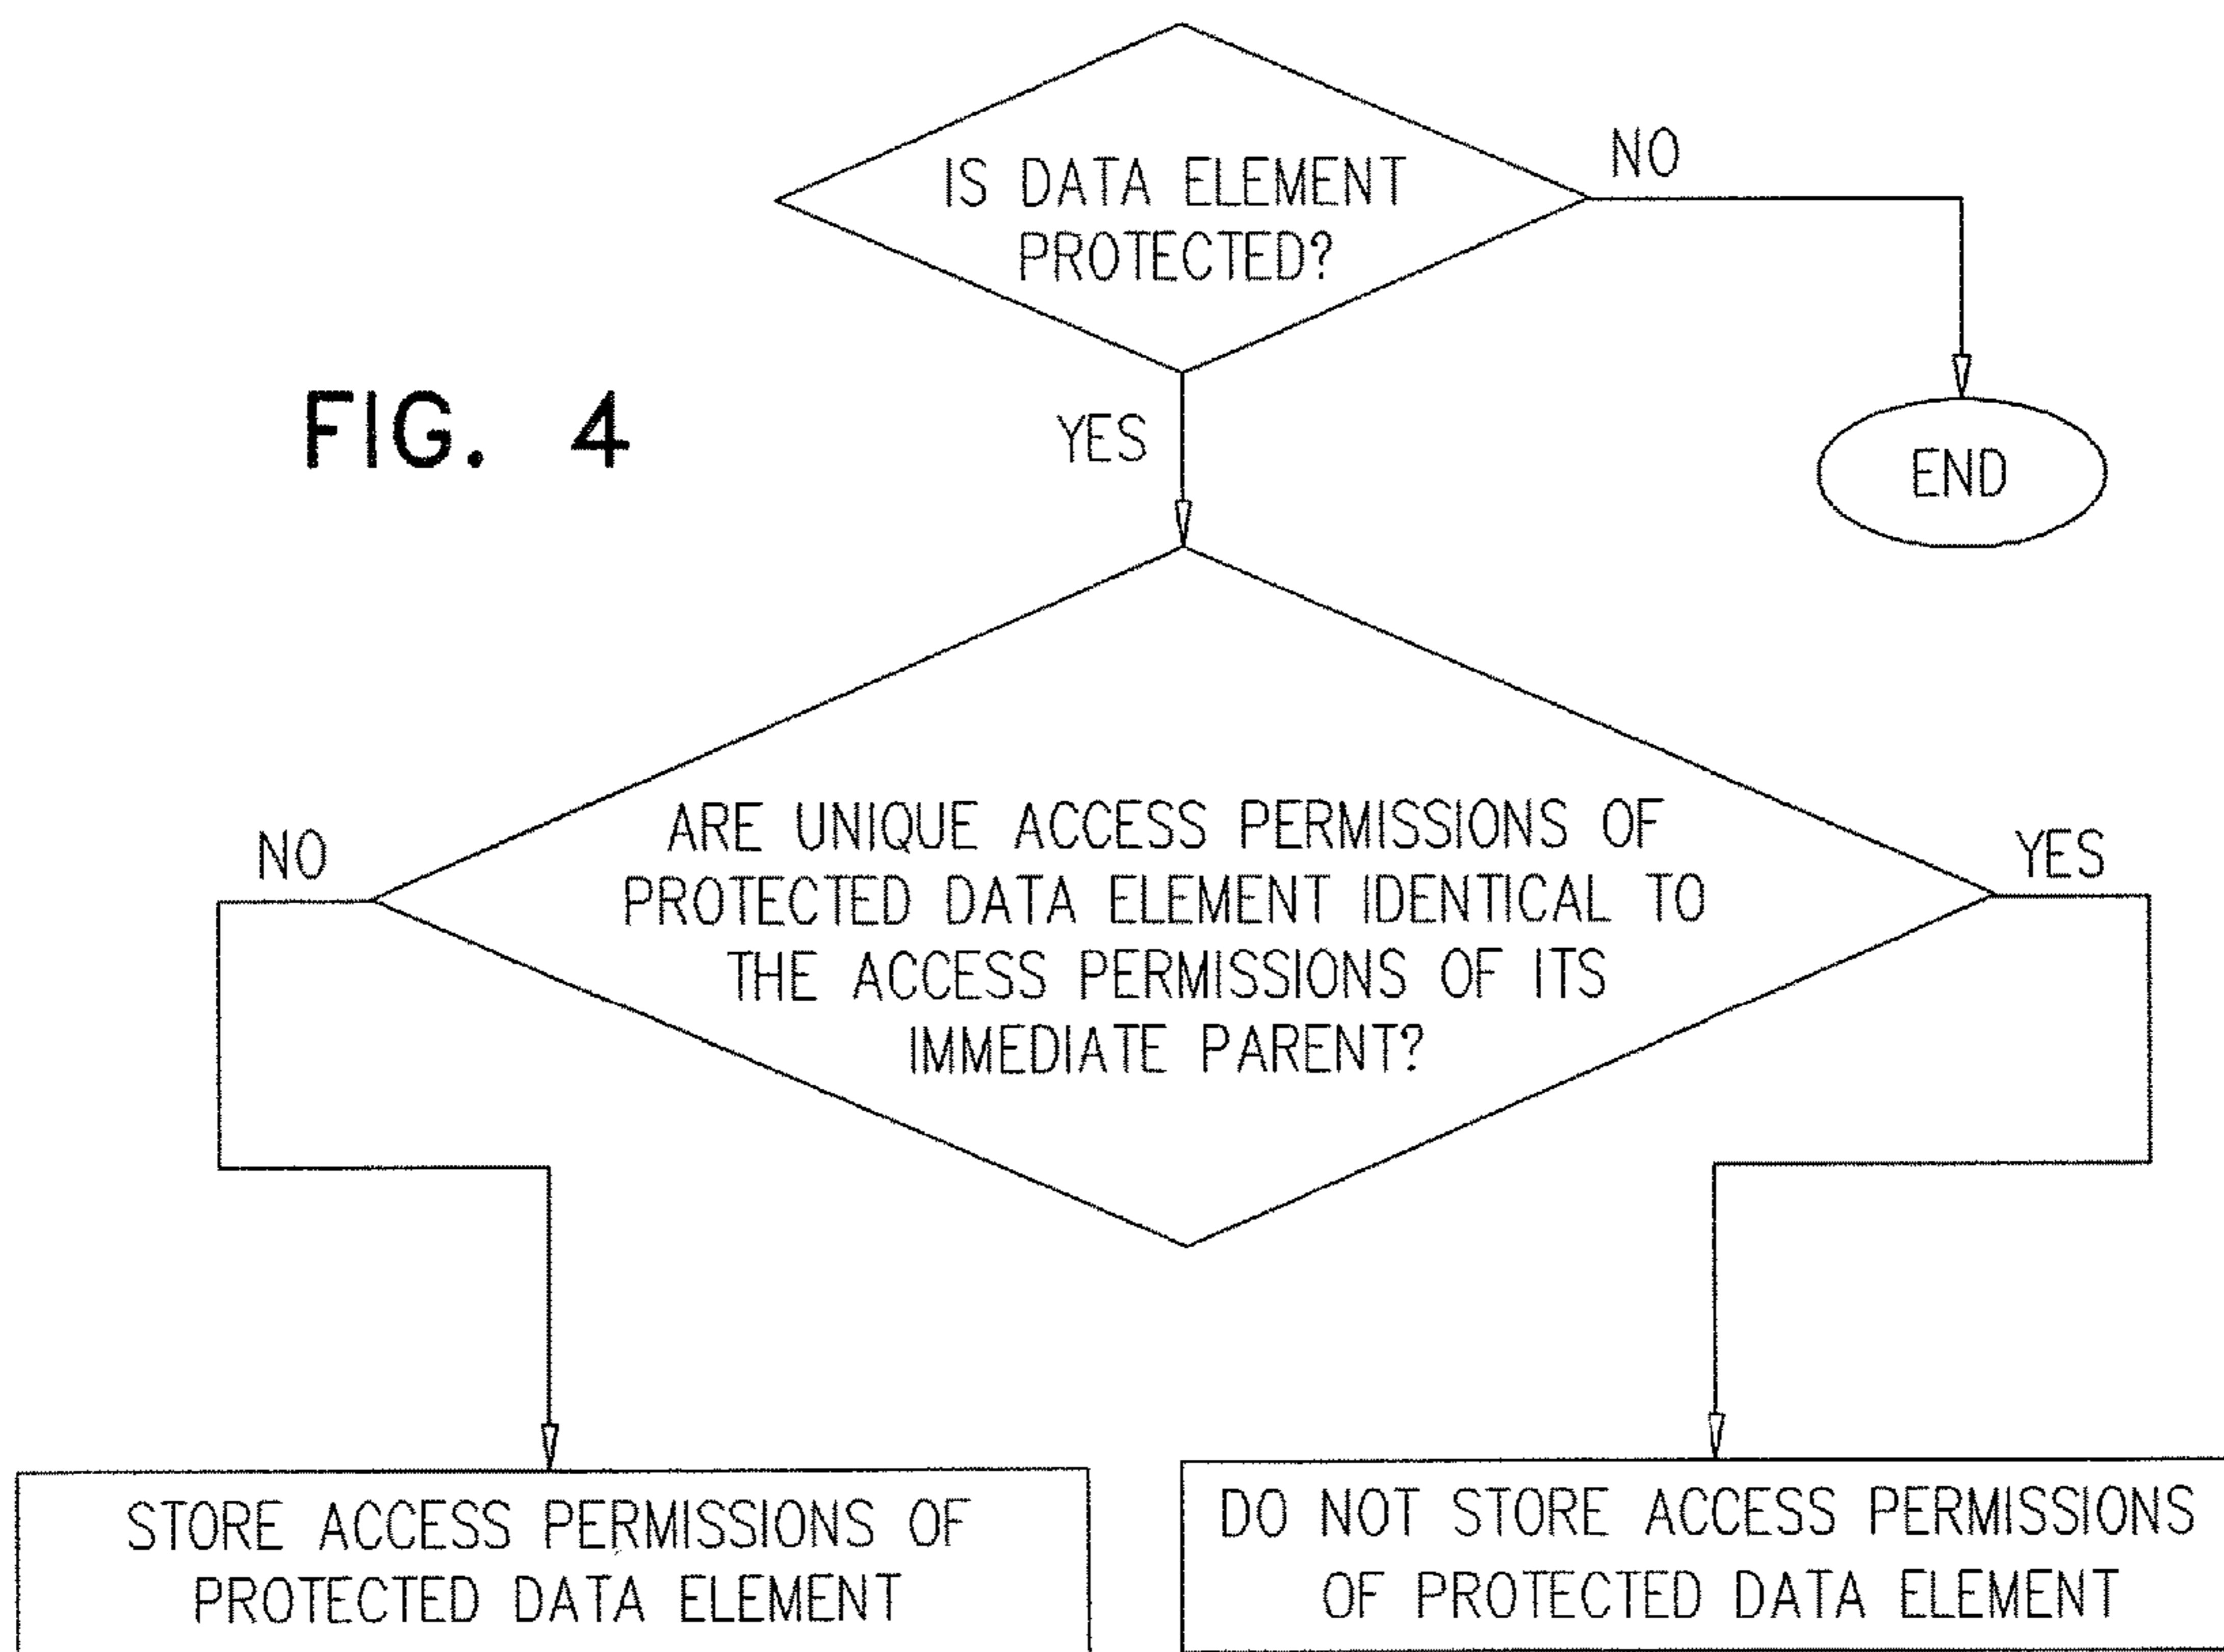 IS DATA ELEMENT
PROTECTED?
NO
FIG. 4
YES
END
ARE UNIQUE ACCESS PERMISSIONS OF
PROTECTED DATA ELEMENT IDENTICAL TO
THE ACCESS PERMISSIONS OF ITS
IMMEDIATE PARENT?
NO
YES
STORE ACCESS PERMISSIONS OF
PROTECTED DATA ELEMENT
DO NOT STORE ACCESS PERMISSIONS
OF PROTECTED DATA ELEMENT